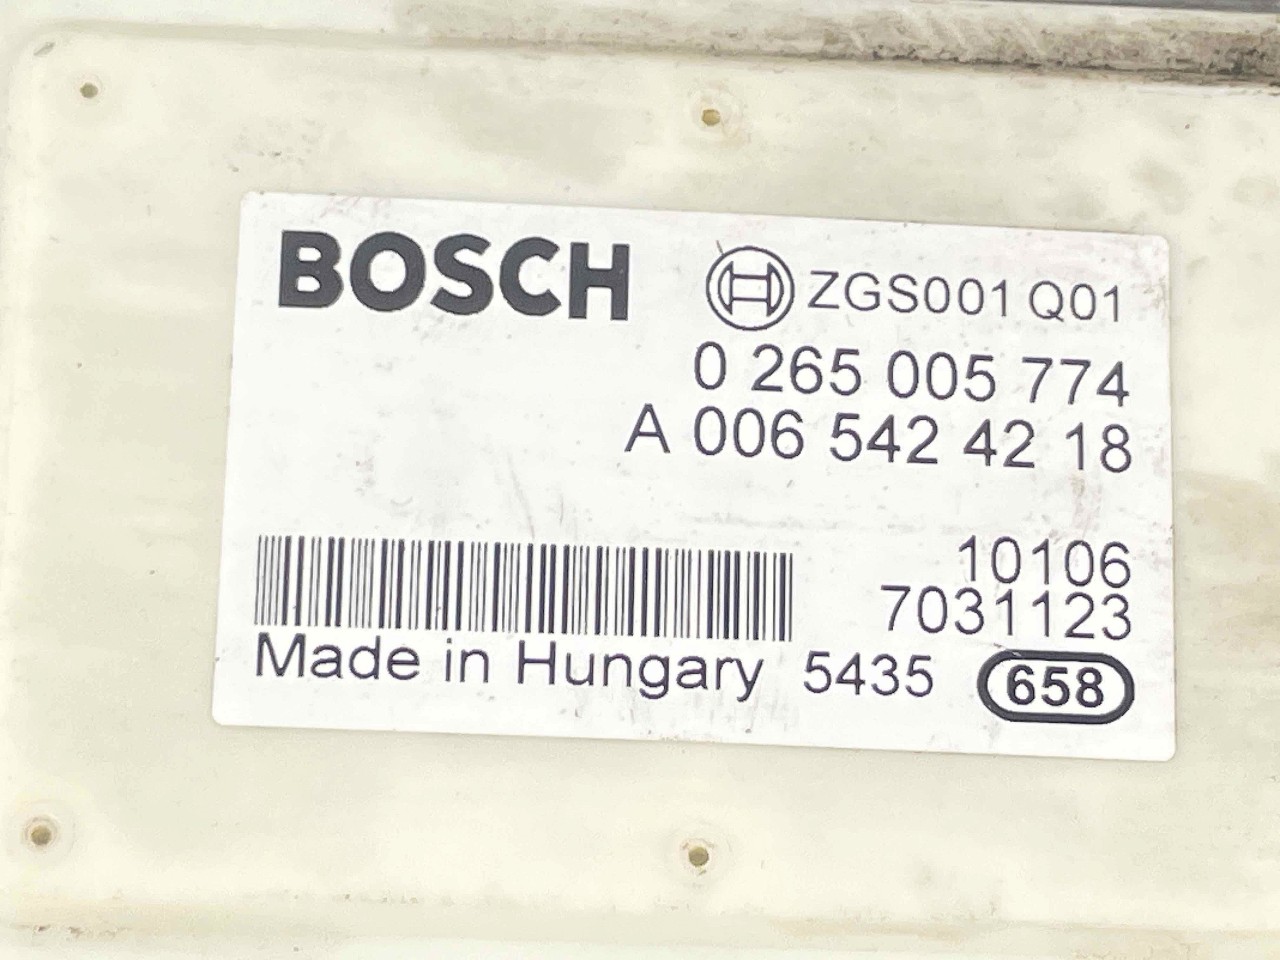 BOSCH ZGS001 Q01
0 265 005 774
A 006 542 42 18
10106
7031123
Made in Hungary 5435 658